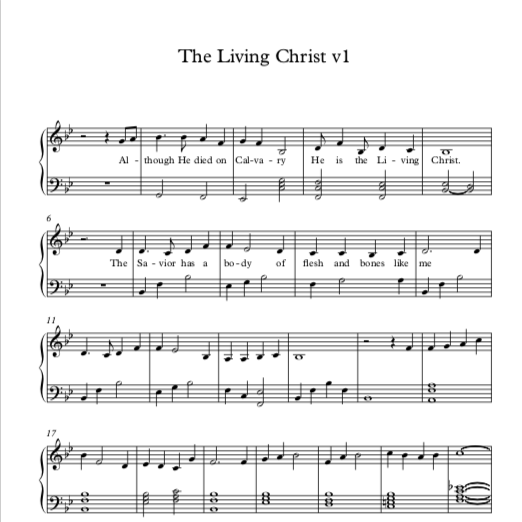 The Living Christ v1
Al - though He died on Cal - va - ry He is the Li - ving Christ.
6
The Sa - vior has a bo - dy of flesh and bones like me
11
17